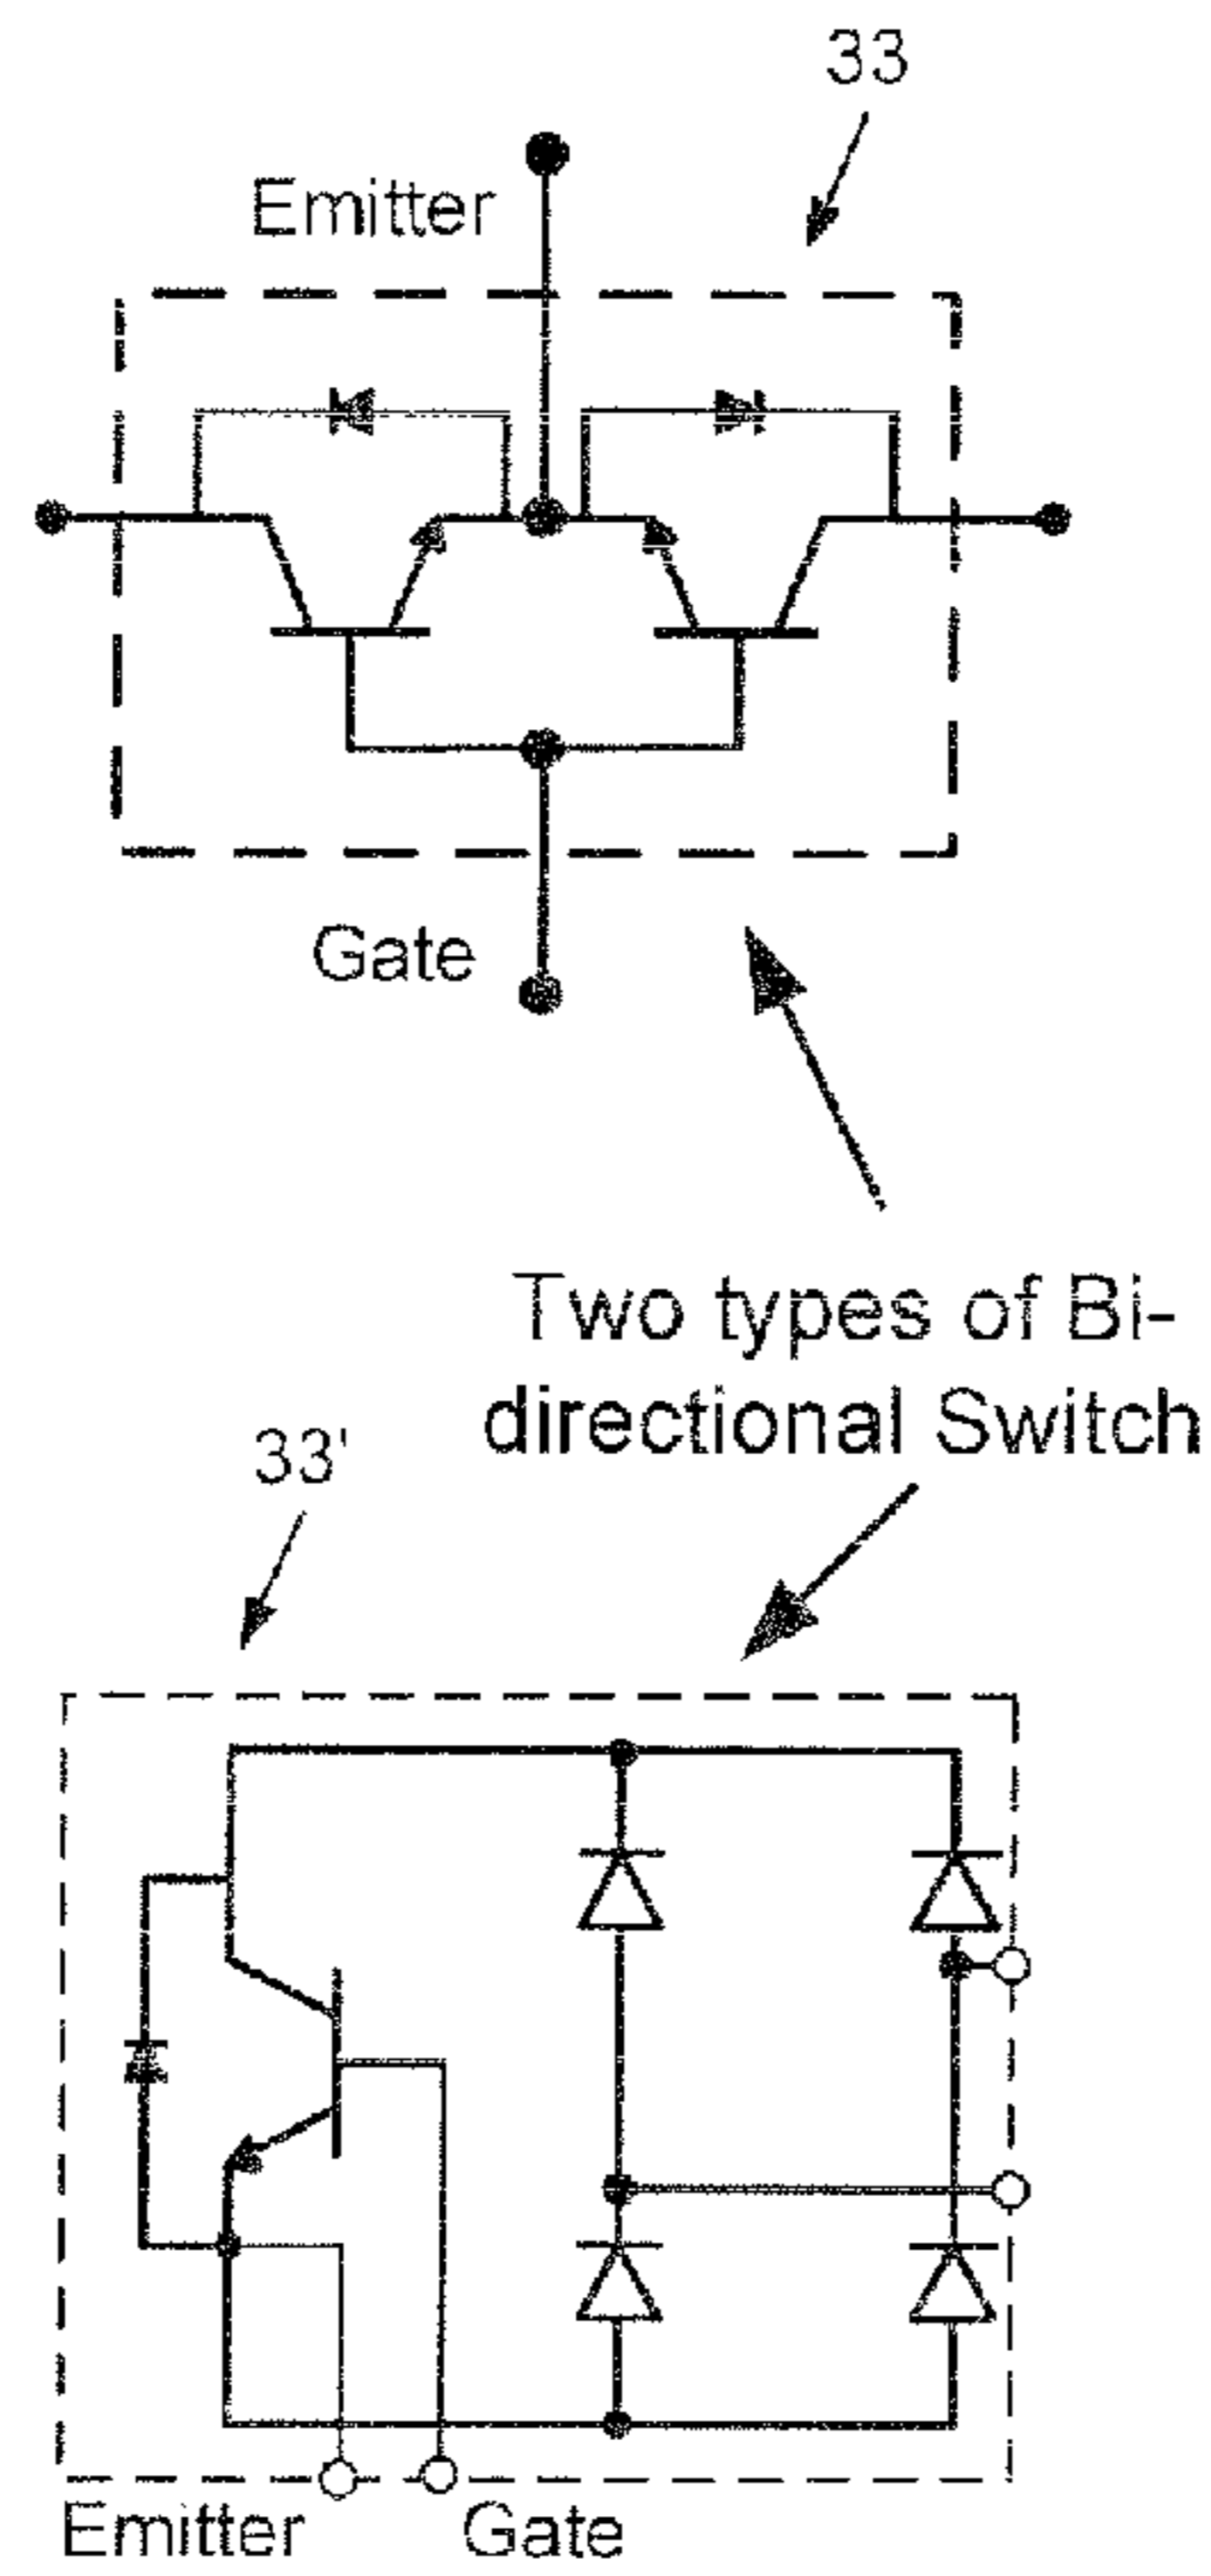 33
Emitter
Gate
Two types of Bi-
directional Switch
33'
Emitter
Gate